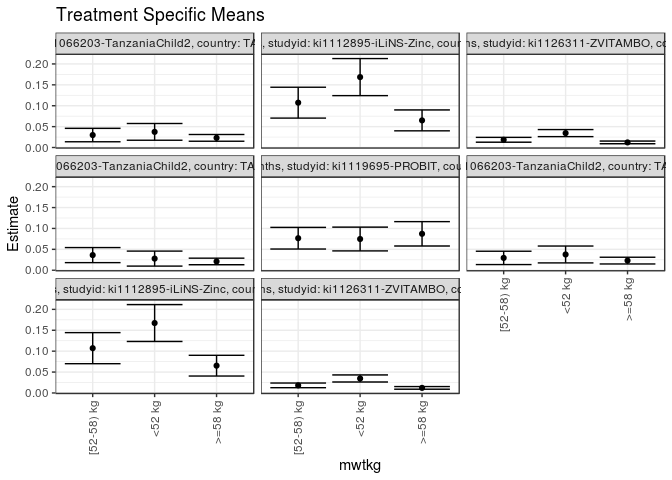 Treatment Specific Means
066203-TanzaniaChild2, country: TA
, studyid: ki1112895-iLiNS-Zinc, coun
ns, studyid: ki1126311-ZVITAMBO, co
0.20
0.15
0.10
0.05
0.00
066203-TanzaniaChild2, country: TA
nths, studyid: ki1119695-PROBIT, cou
066203-TanzaniaChild2, country: TA
0.20
0.15
0.10
0.05
0.00
Estimate
s, studyid: ki1112895-iLiNS-Zinc, coun
ns, studyid: ki1126311-ZVITAMBO, co
0.20
0.15
0.10
0.05
0.00
[52-58) kg
<52 kg
>=58 kg
[52-58) kg
<52 kg
>=58 kg
[52-58) kg
<52 kg
>=58 kg
mwtkg